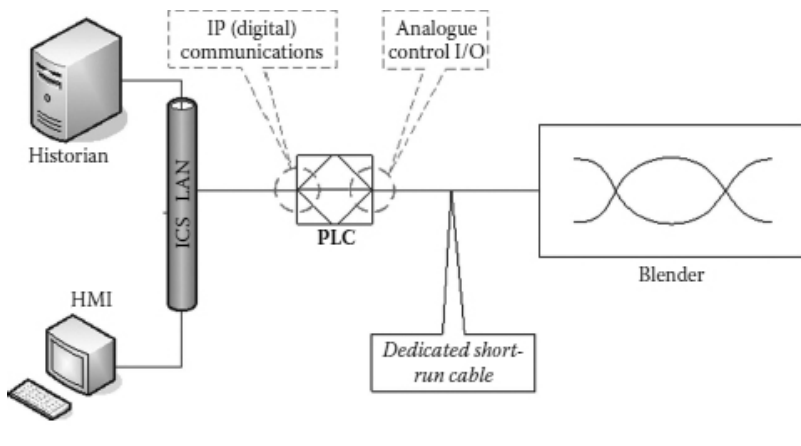 IP (digital)
communications
Analogue
control I/O
Historian
ICS LAN
PLC
Blender
HMI
Dedicated short-
run cable